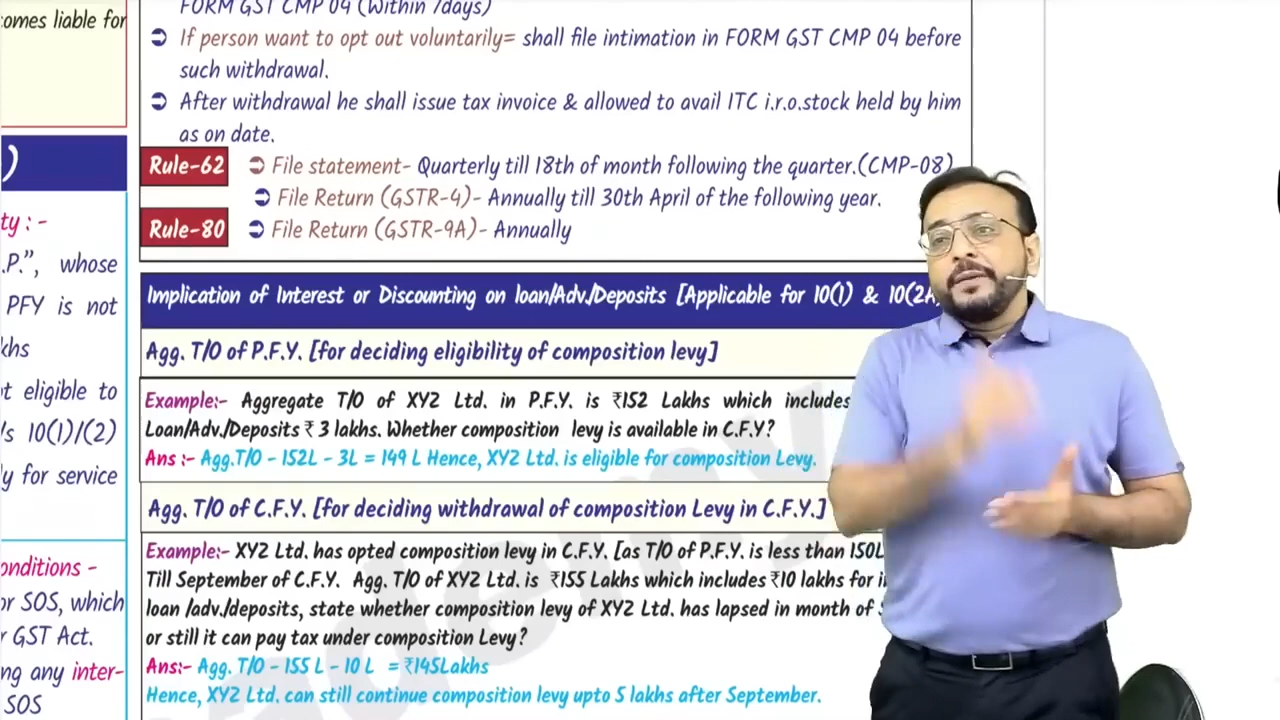 comes liable for
)
ty : -
.P.”, whose
PFY is not
khs
t eligible to
's 10(1)/(2)
y for service
onditions -
or SOS, which
r GST Act.
ng any inter-
SOS
FORM GST CMP 04 (Within 7days)
➲ If person want to opt out voluntarily= shall file intimation in FORM GST CMP 04 before
such withdrawal.
➲ After withdrawal he shall issue tax invoice & allowed to avail ITC i.r.o.stock held by him
as on date.
Rule-62 ➲ File statement- Quarterly till 18th of month following the quarter.(CMP-08)
➲ File Return (GSTR-4)- Annually till 30th April of the following year.
Rule-80 ➲ File Return (GSTR-9A)- Annually
Implication of Interest or Discounting on loan/Adv./Deposits [Applicable for 10(1) & 10(2A)
Agg. T/O of P.F.Y. [for deciding eligibility of composition levy]
Example:- Aggregate T/O of XYZ Ltd. in P.F.Y. is ₹152 Lakhs which includes
Loan/Adv./Deposits ₹ 3 lakhs. Whether composition levy is available in C.F.Y?
Ans :- Agg.T/O - 152L - 3L = 149 L Hence, XYZ Ltd. is eligible for composition Levy.
Agg. T/O of C.F.Y. [for deciding withdrawal of composition Levy in C.F.Y.]
Example:- XYZ Ltd. has opted composition levy in C.F.Y. [as T/O of P.F.Y. is less than 150L
Till September of C.F.Y. Agg. T/O of XYZ Ltd. is ₹155 Lakhs which includes ₹10 lakhs for
loan /adv./deposits, state whether composition levy of XYZ Ltd. has lapsed in month of
or still it can pay tax under composition Levy?
Ans:- Agg. T/O - 155 L - 10 L = ₹145Lakhs
Hence, XYZ Ltd. can still continue composition levy upto 5 lakhs after September.